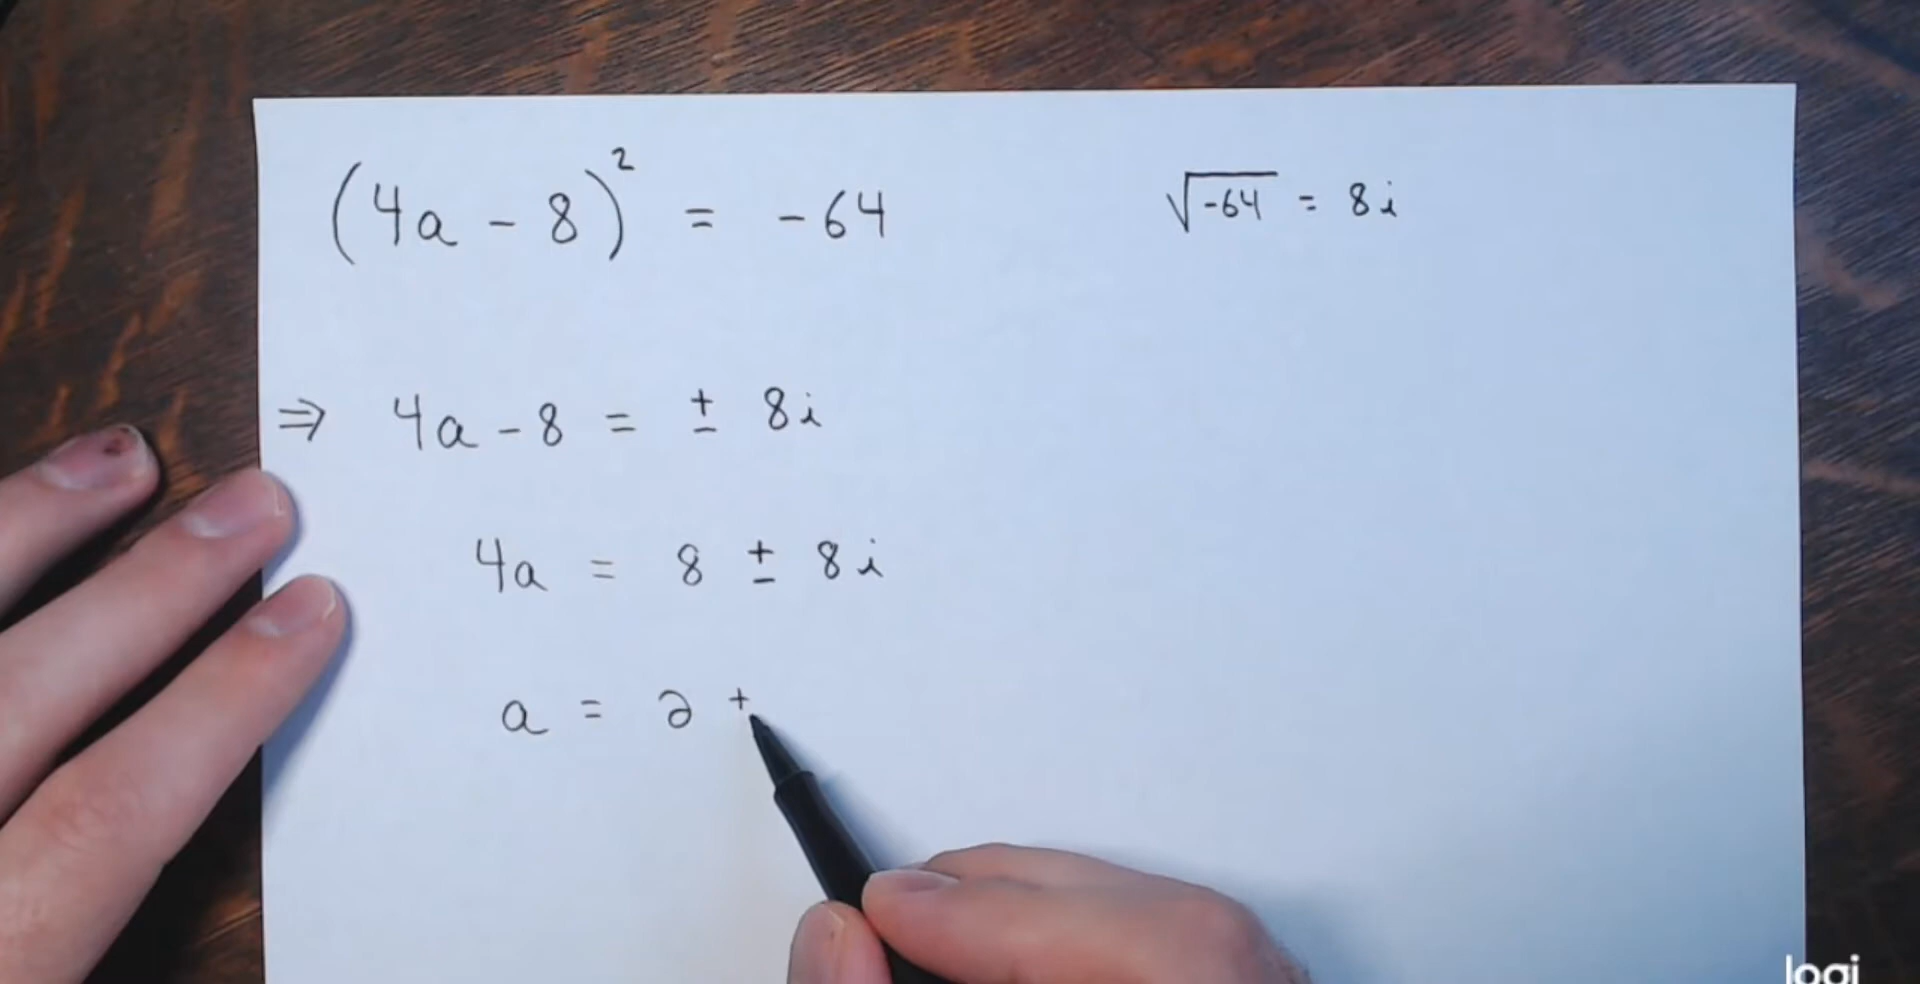 (4a - 8)² = -64
√-64 = 8i
⇒ 4a - 8 = ± 8i
4a = 8 ± 8i
a = 2 +
logi